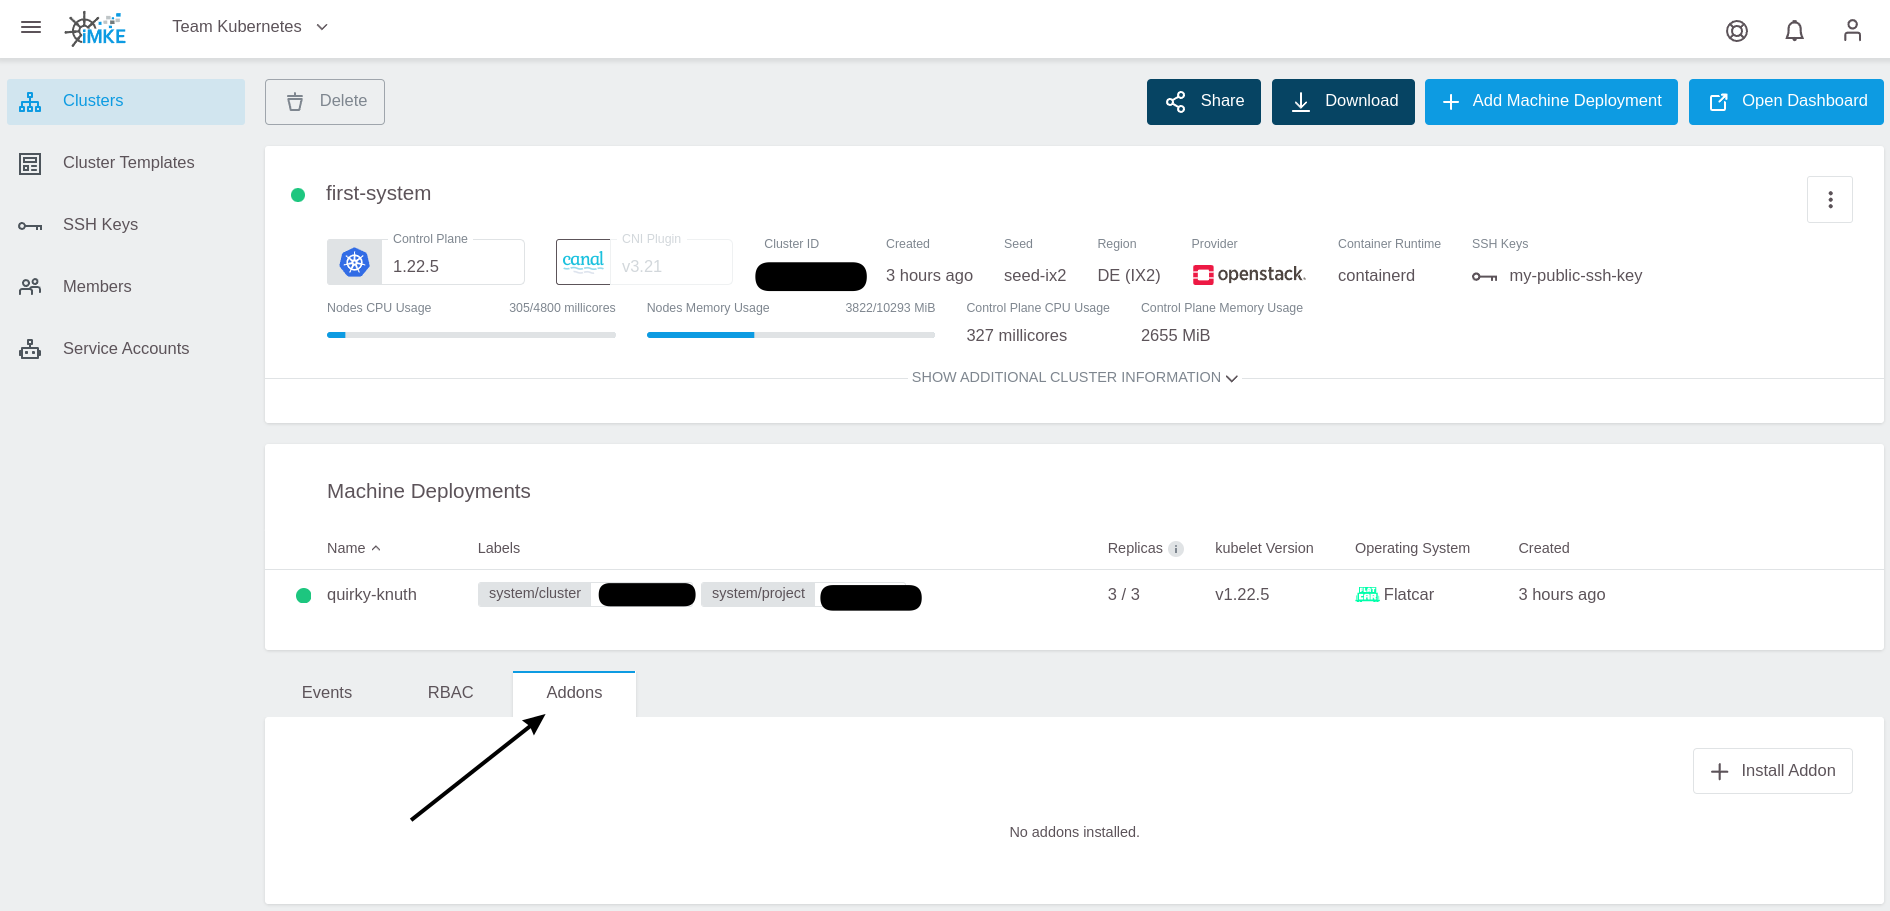 iMKE
Team Kubernetes
Clusters
Cluster Templates
SSH Keys
Members
Service Accounts
Delete
Share
Download
Add Machine Deployment
Open Dashboard
first-system
Control Plane
1.22.5
canal
CNI Plugin
v3.21
Cluster ID
Created
3 hours ago
Seed
seed-ix2
Region
DE (IX2)
Provider
openstack.
Container Runtime
containerd
SSH Keys
my-public-ssh-key
Nodes CPU Usage 305/4800 millicores
Nodes Memory Usage 3822/10293 MiB
Control Plane CPU Usage
327 millicores
Control Plane Memory Usage
2655 MiB
SHOW ADDITIONAL CLUSTER INFORMATION
Machine Deployments
Name Labels Replicas kubelet Version Operating System Created
quirky-knuth system/cluster system/project 3 / 3 v1.22.5 Flatcar 3 hours ago
Events RBAC Addons
Install Addon
No addons installed.